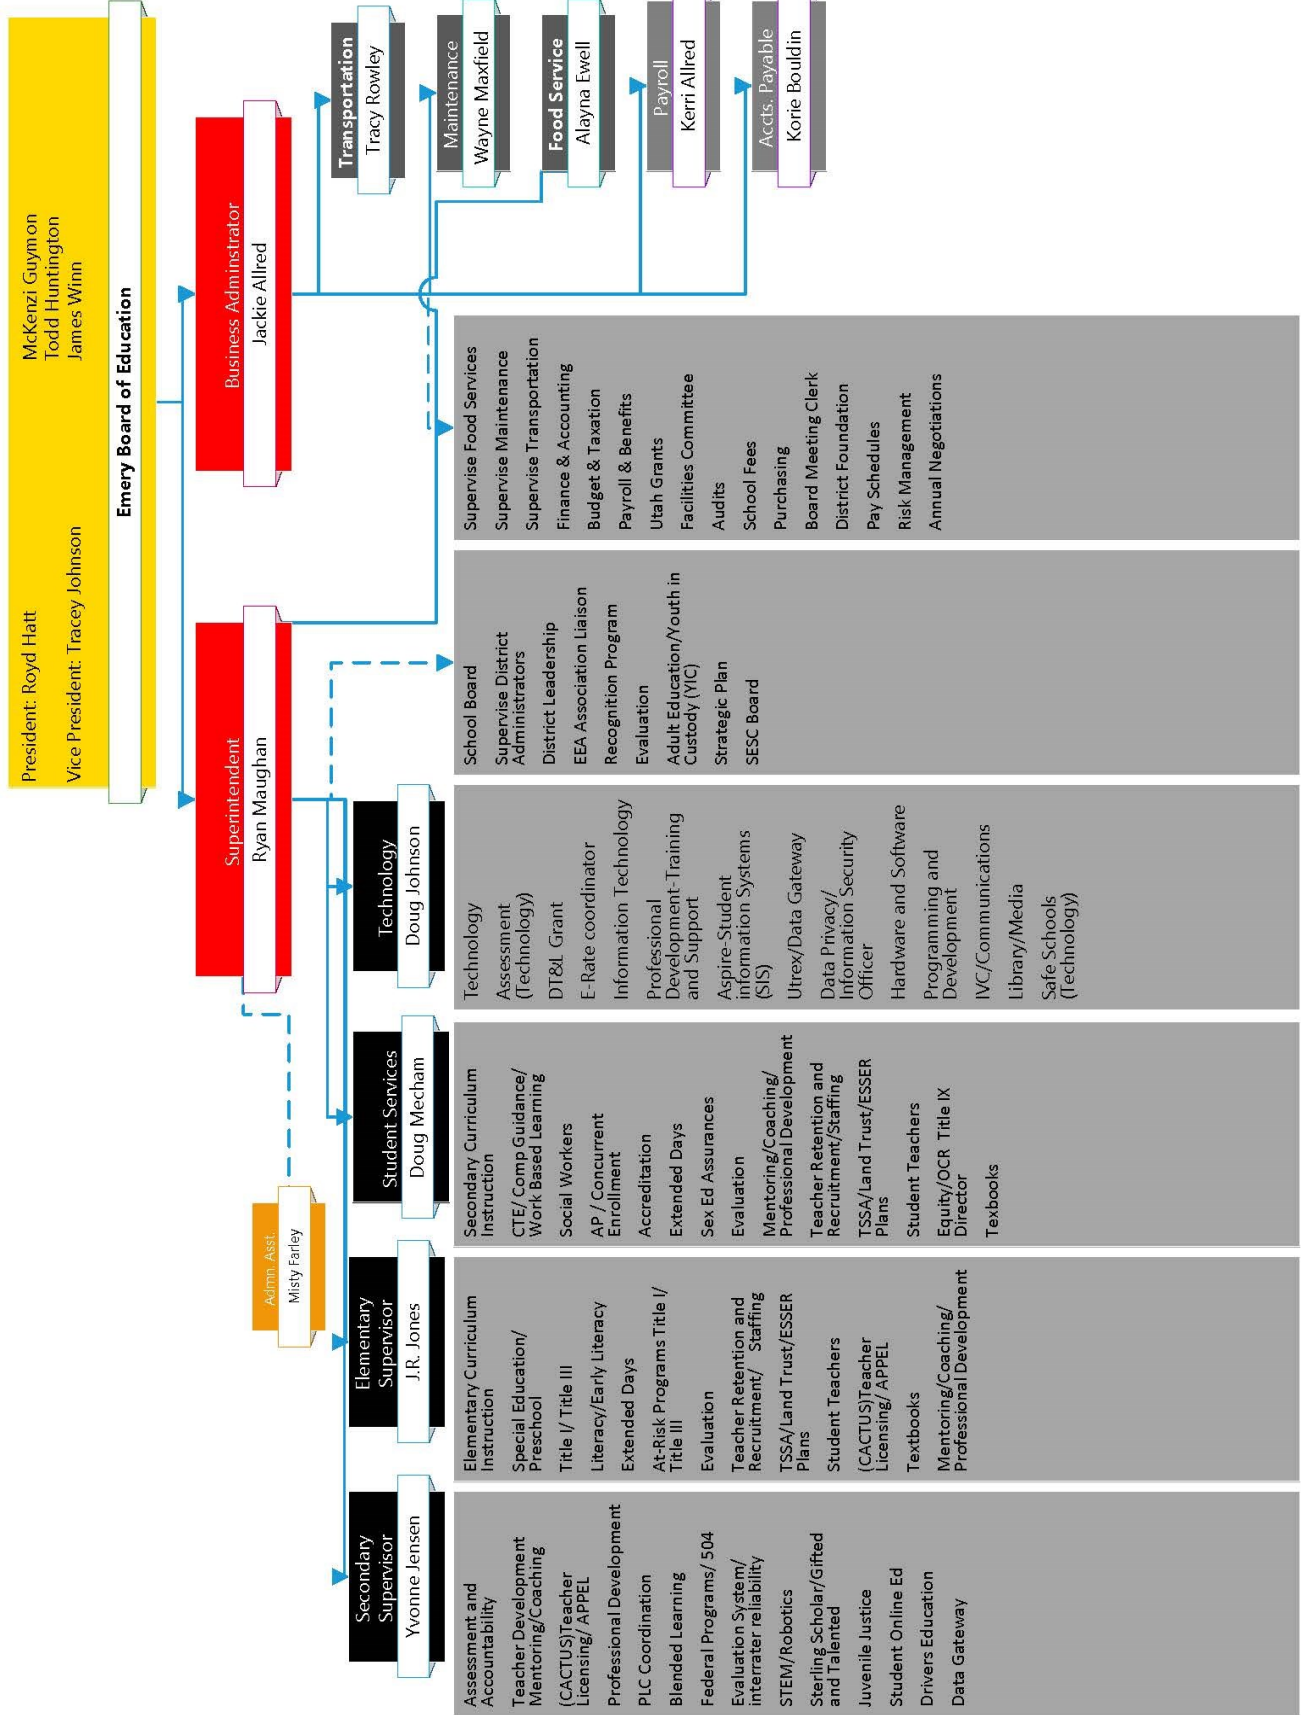 President: Royd Hatt
McKenzi Guymon
Todd Huntington
Vice President: Tracey Johnson
James Winn
Emery Board of Education
Superintendent
Ryan Maughan
Business Adminstrator
Jackie Allred
Admn. Asst.
Misty Farley
Secondary
Supervisor
Yvonne Jensen
Elementary
Supervisor
J.R. Jones
Student Services
Doug Mecham
Technology
Doug Johnson
Transportation
Tracy Rowley
Maintenance
Wayne Maxfield
Food Service
Alayna Ewell
Payroll
Kerri Allred
Accts. Payable
Korie Bouldin
Assessment and
Accountability
Teacher Development
Mentoring/Coaching
(CACTUS)Teacher
Licensing/ APPEL
Professional Development
PLC Coordination
Blended Learning
Federal Programs/ 504
Evaluation System/
interrater reliability
STEM/Robotics
Sterling Scholar/Gifted
and Talented
Juvenile Justice
Student Online Ed
Drivers Education
Data Gateway
Elementary Curriculum
Instruction
Special Education/
Preschool
Title I/ Title III
Literacy/Early Literacy
Extended Days
At-Risk Programs Title I/
Title III
Evaluation
Teacher Retention and
Recruitment/ Staffing
TSSA/Land Trust/ESSER
Plans
Student Teachers
(CACTUS)Teacher
Licensing/ APPEL
Textbooks
Mentoring/Coaching/
Professional Development
Secondary Curriculum
Instruction
CTE/ Comp Guidance/
Work Based Learning
Social Workers
AP / Concurrent
Enrollment
Accreditation
Extended Days
Sex Ed Assurances
Evaluation
Mentoring/Coaching/
Professional Development
Teacher Retention and
Recruitment/Staffing
TSSA/Land Trust/ESSER
Plans
Student Teachers
Equity/OCR Title IX
Director
Texbooks
Technology
Assessment
(Technology)
DT&L Grant
E-Rate coordinator
Information Technology
Professional
Development-Training
and Support
Aspire-Student
information Systems
(SIS)
Utrex/Data Gateway
Data Privacy/
Information Security
Officer
Hardware and Software
Programming and
Development
IVC/Communications
Library/Media
Safe Schools
(Technology)
School Board
Supervise District
Administrators
District Leadership
EEA Association Liaison
Recognition Program
Evaluation
Adult Education/Youth in
Custody (YIC)
Strategic Plan
SESC Board
Supervise Food Services
Supervise Maintenance
Supervise Transportation
Finance & Accounting
Budget & Taxation
Payroll & Benefits
Utah Grants
Facilities Committee
Audits
School Fees
Purchasing
Board Meeting Clerk
District Foundation
Pay Schedules
Risk Management
Annual Negotiations